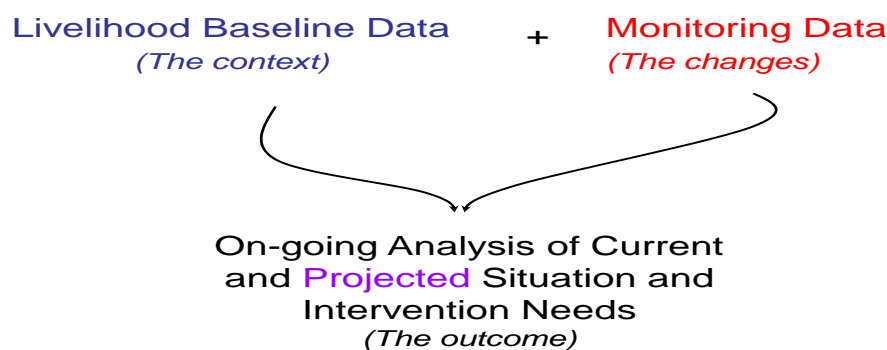 Livelihood Baseline Data + Monitoring Data
(The context) (The changes)
On-going Analysis of Current
and Projected Situation and
Intervention Needs
(The outcome)